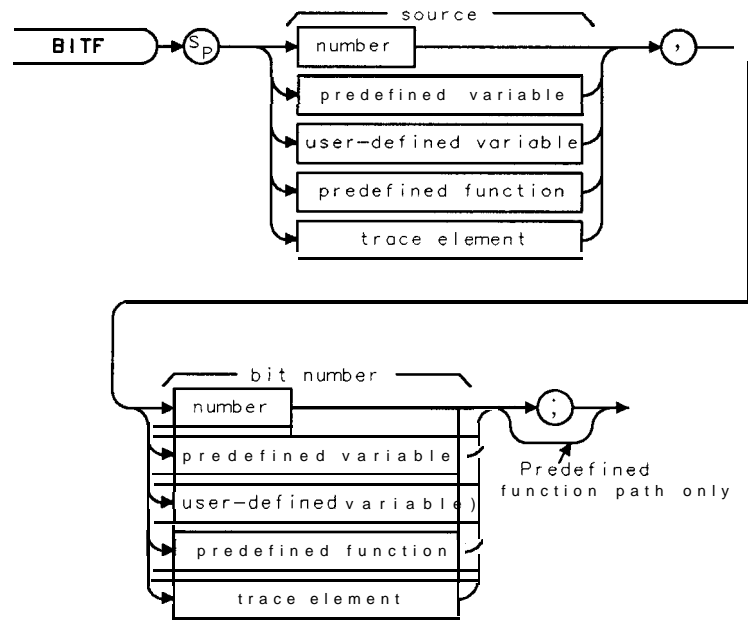 source
BITF
SP
number
,
predefined variable
user-defined variable
predefined function
trace element
bit number
number
;
predefined variable
Predefined
function path only
user-defined variable)
predefined function
trace element